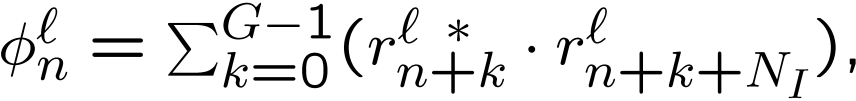 $\phi_n^\ell = \sum_{k=0}^{G-1} (r_{n+k}^{\ell\ *} \cdot r_{n+k+N_I}^{\ell}),$